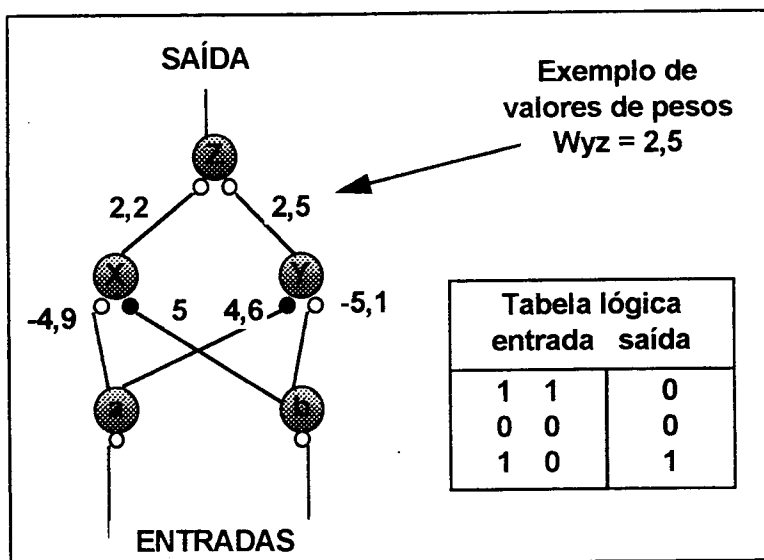 SAÍDA
Exemplo de
valores de pesos
Wyz = 2,5
Z
2,2 2,5
X Y
-4,9 5 4,6 -5,1
a b
ENTRADAS
Tabela lógica
entrada saída
1 1 0
0 0 0
1 0 1